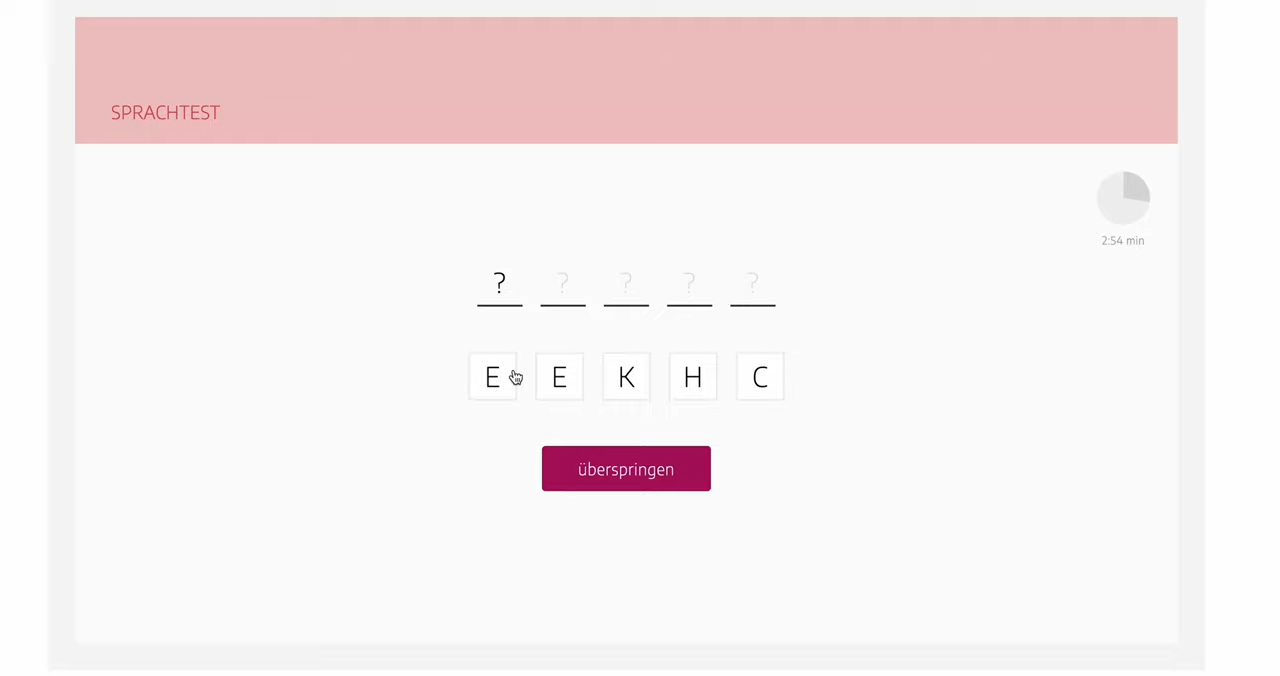 SPRACHTEST
2:54 min
? ? ? ? ?
E E K H C
überspringen